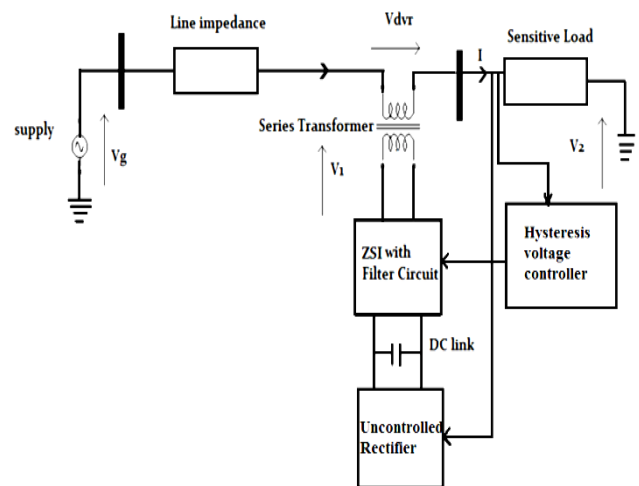 Line impedance
Vdvr
I
Sensitive Load
supply
Vg
Series Transformer
V1
V2
ZSI with
Filter Circuit
Hysteresis
voltage
controller
DC link
Uncontrolled
Rectifier